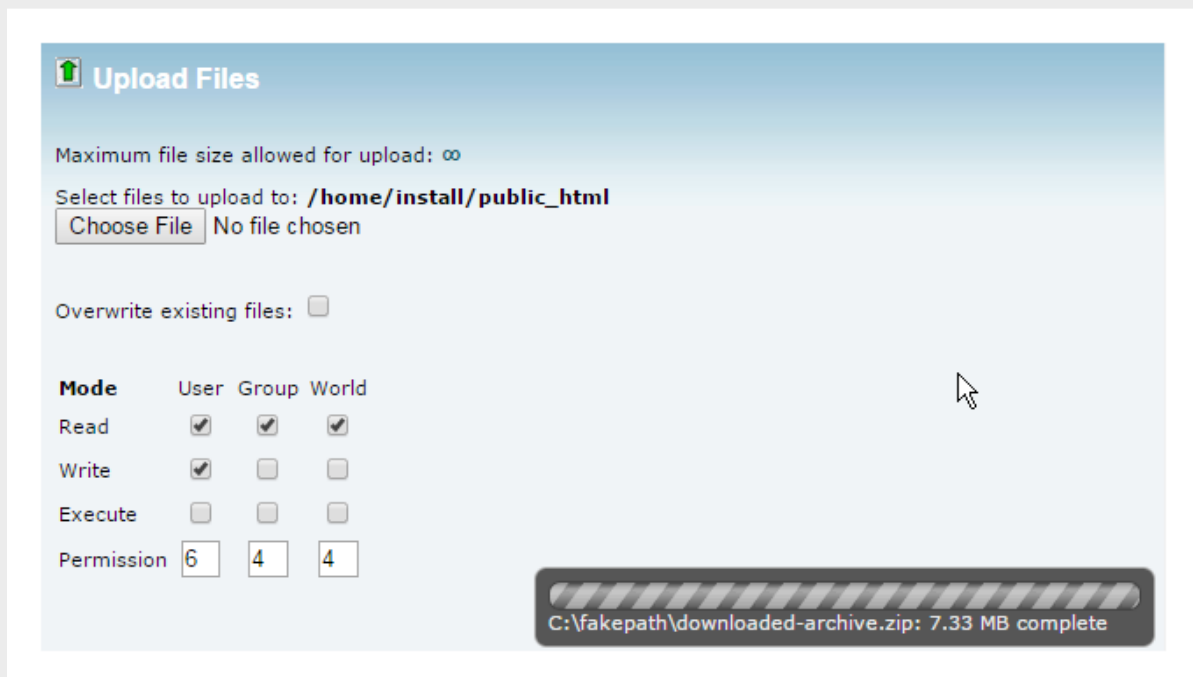 Upload Files
Maximum file size allowed for upload: ∞
Select files to upload to: /home/install/public_html
Choose File No file chosen
Overwrite existing files:
Mode User Group World
Read
Write
Execute
Permission 6 4 4
C:\fakepath\downloaded-archive.zip: 7.33 MB complete